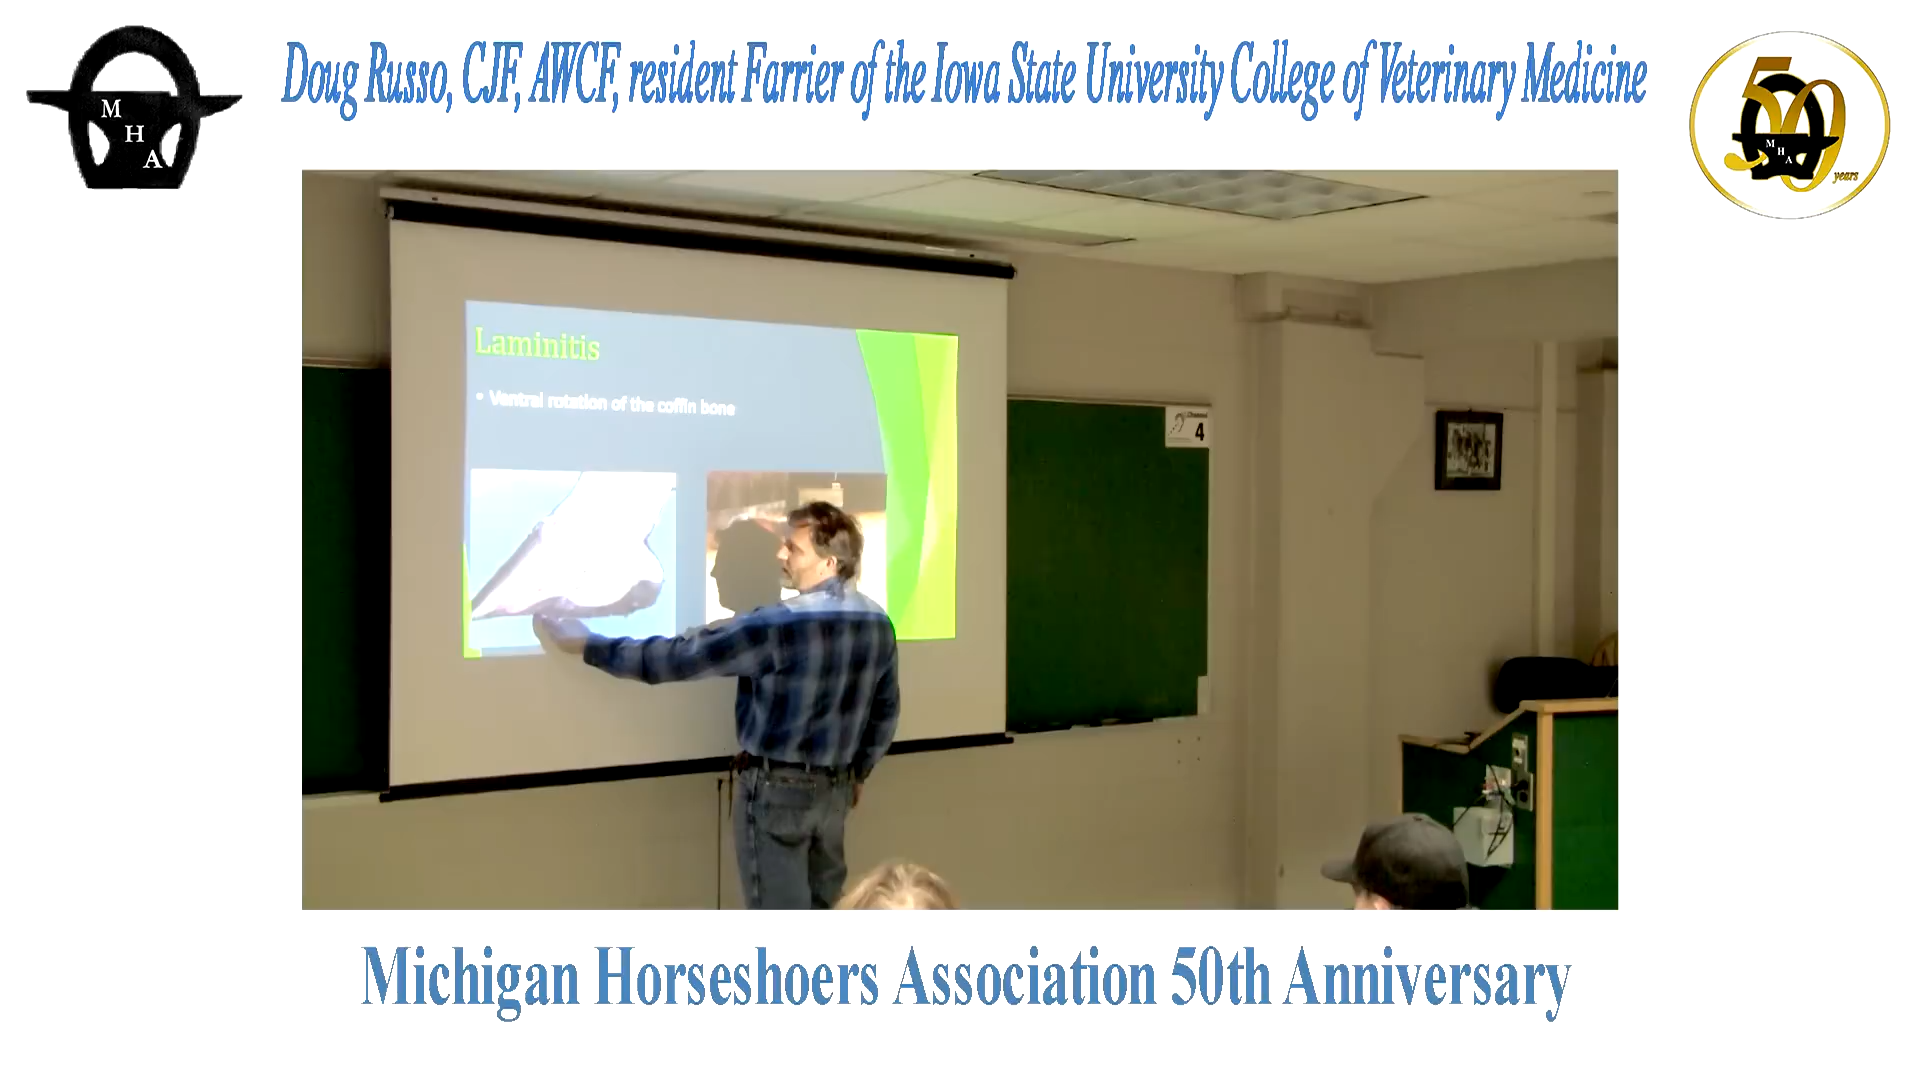 M
H
A
Doug Russo, CJF, AWCF, resident Farrier of the Iowa State University College of Veterinary Medicine
50
M
H
A
years
Laminitis
• Ventral rotation of the coffin bone
Channel
4
Michigan Horseshoers Association 50th Anniversary